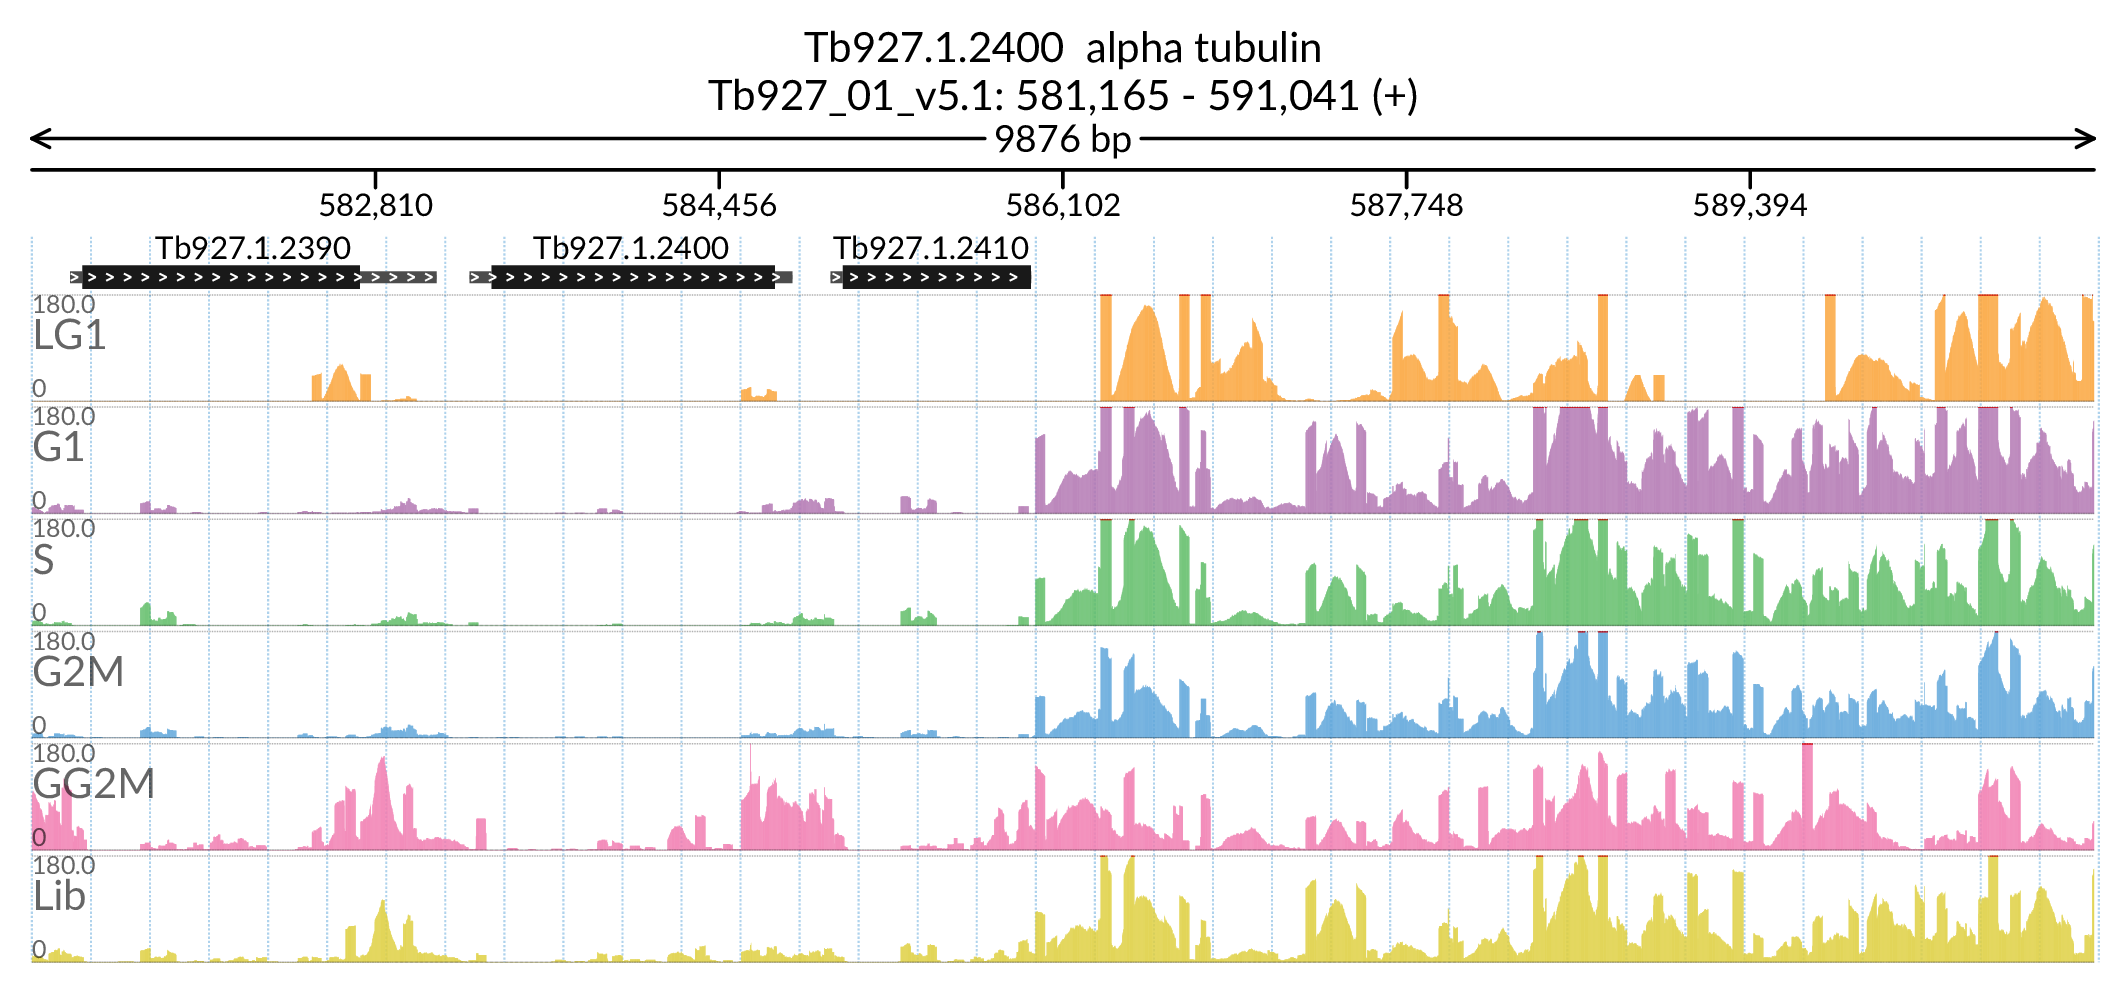 Tb927.1.2400 alpha tubulin
Tb927_01_v5.1: 581,165 - 591,041 (+)
9876 bp
582,810 584,456 586,102 587,748 589,394
Tb927.1.2390 Tb927.1.2400 Tb927.1.2410
180.0
LG1
0
180.0
G1
0
180.0
S
0
180.0
G2M
0
180.0
GG2M
0
180.0
Lib
0